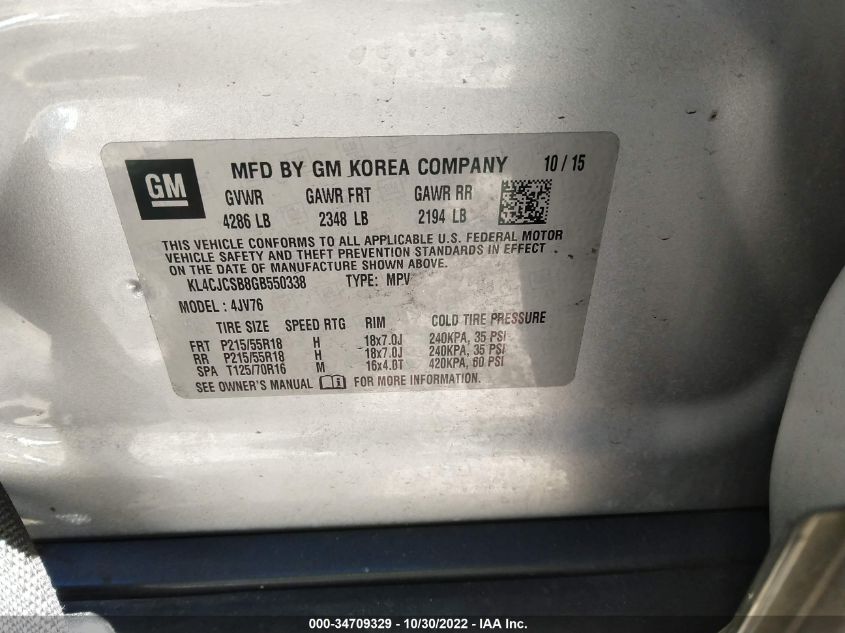 GM
MFD BY GM KOREA COMPANY 10 / 15
GVWR GAWR FRT GAWR RR
4286 LB 2348 LB 2194 LB
THIS VEHICLE CONFORMS TO ALL APPLICABLE U.S. FEDERAL MOTOR
VEHICLE SAFETY AND THEFT PREVENTION STANDARDS IN EFFECT
ON THE DATE OF MANUFACTURE SHOWN ABOVE.
KL4CJCSB8GB550338 TYPE: MPV
MODEL : 4JV76
TIRE SIZE SPEED RTG RIM COLD TIRE PRESSURE
FRT P215/55R18 H 18x7.0J 240KPA, 35 PSI
RR P215/55R18 H 18x7.0J 240KPA, 35 PSI
SPA T125/70R16 M 16x4.BT 420KPA, 60 PSI
SEE OWNER'S MANUAL FOR MORE INFORMATION.
000-34709329 - 10/30/2022 - IAA Inc.